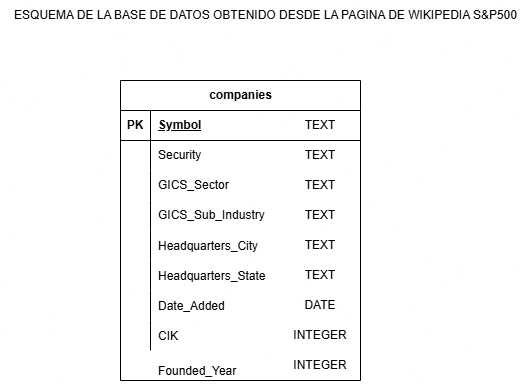 ESQUEMA DE LA BASE DE DATOS OBTENIDO DESDE LA PAGINA DE WIKIPEDIA S&P500
companies
PK Symbol TEXT
Security TEXT
GICS_Sector TEXT
GICS_Sub_Industry TEXT
Headquarters_City TEXT
Headquarters_State TEXT
Date_Added DATE
CIK INTEGER
Founded_Year INTEGER